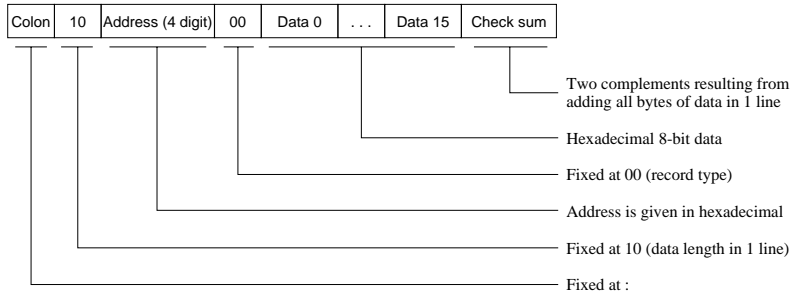 Colon 10 Address (4 digit) 00 Data 0 . . . Data 15 Check sum
Two complements resulting from
adding all bytes of data in 1 line
Hexadecimal 8-bit data
Fixed at 00 (record type)
Address is given in hexadecimal
Fixed at 10 (data length in 1 line)
Fixed at :